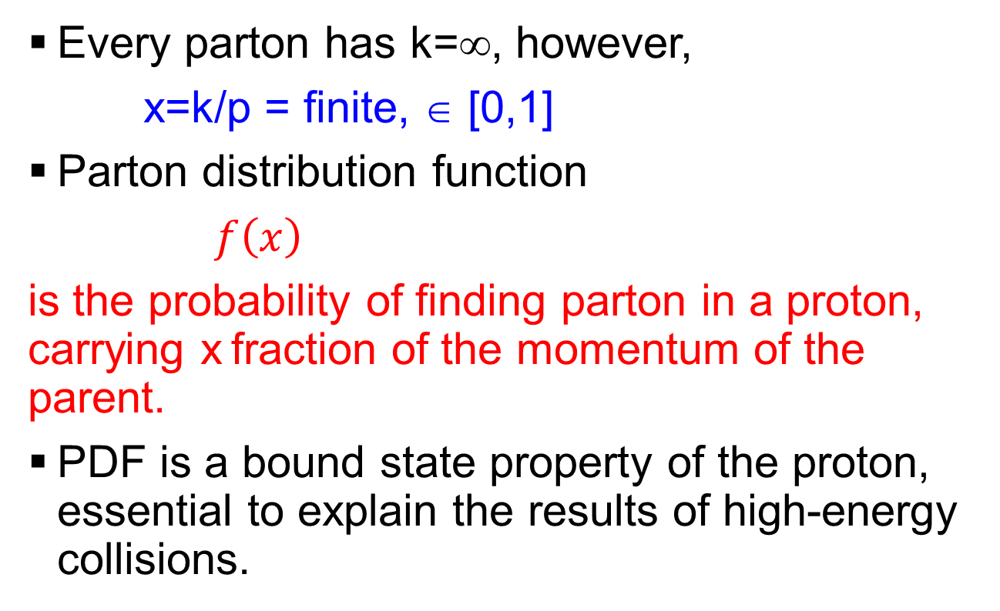 ▪ Every parton has k=∞, however,
x=k/p = finite, ∈ [0,1]
▪ Parton distribution function
f(x)
is the probability of finding parton in a proton,
carrying x fraction of the momentum of the
parent.
▪ PDF is a bound state property of the proton,
essential to explain the results of high-energy
collisions.